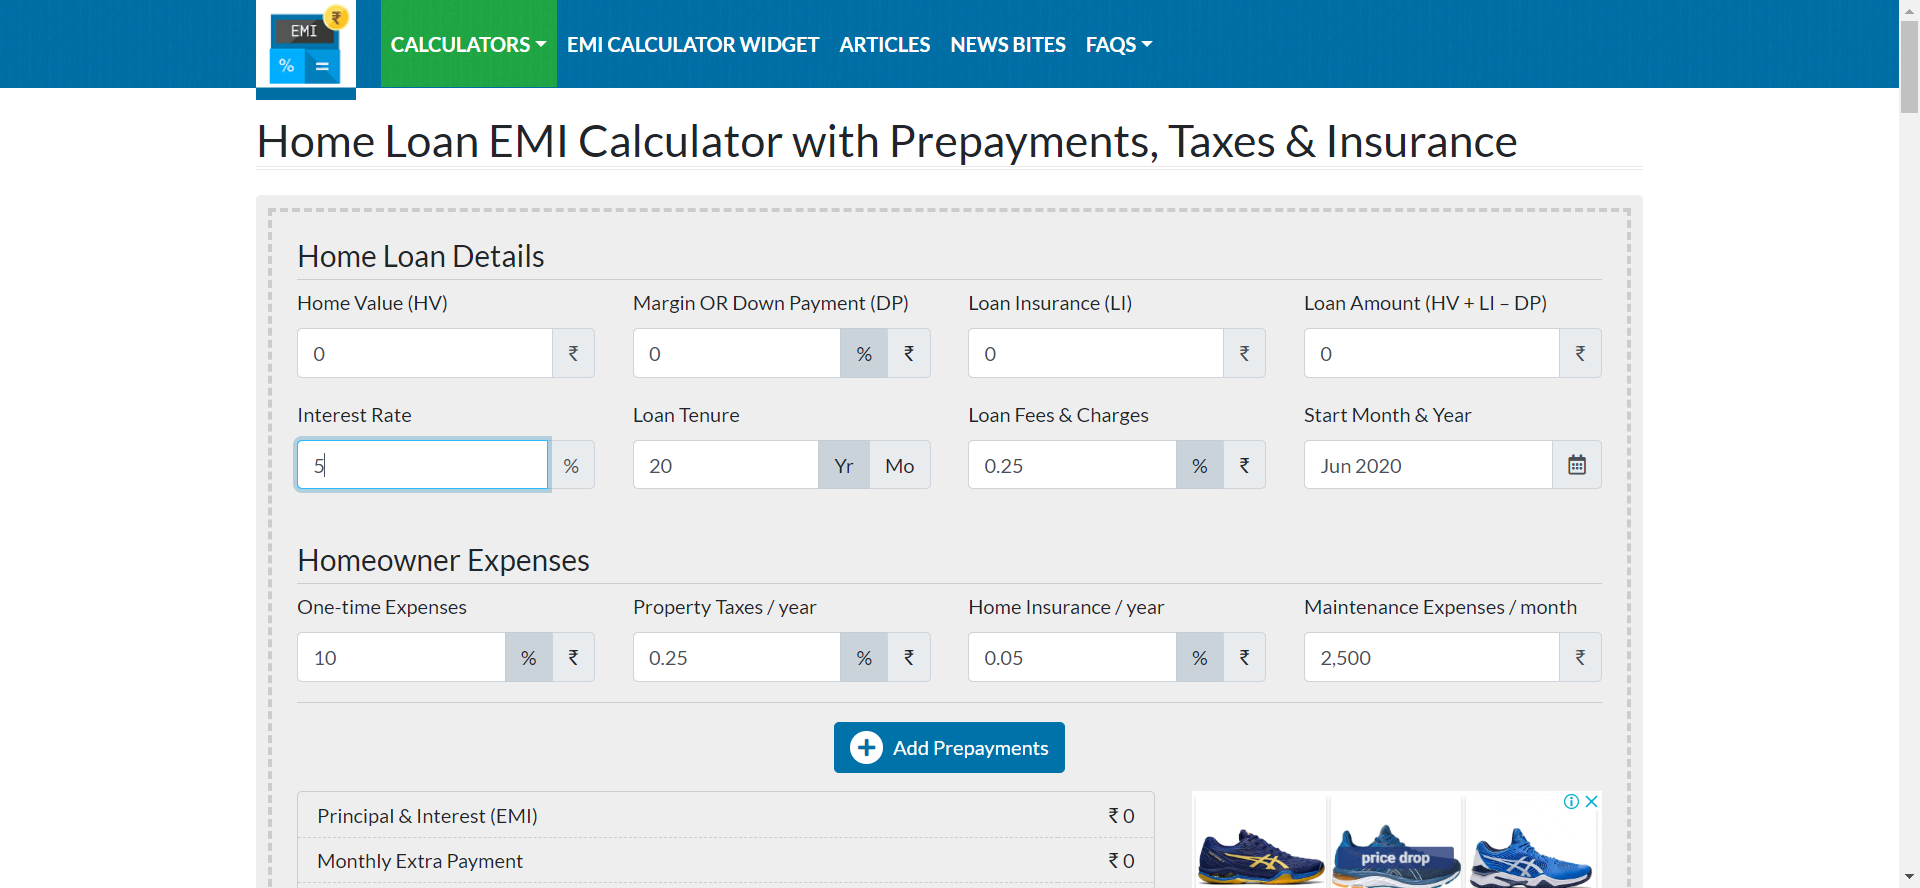 EMI
₹
%
=
CALCULATORS
EMI CALCULATOR WIDGET
ARTICLES
NEWS BITES
FAQS
Home Loan EMI Calculator with Prepayments, Taxes & Insurance
Home Loan Details
Home Value (HV)
Margin OR Down Payment (DP)
Loan Insurance (LI)
Loan Amount (HV + LI – DP)
0 ₹
0 % ₹
0 ₹
0 ₹
Interest Rate
Loan Tenure
Loan Fees & Charges
Start Month & Year
5 %
20 Yr Mo
0.25 % ₹
Jun 2020
Homeowner Expenses
One-time Expenses
Property Taxes / year
Home Insurance / year
Maintenance Expenses / month
10 % ₹
0.25 % ₹
0.05 % ₹
2,500 ₹
Add Prepayments
Principal & Interest (EMI) ₹ 0
Monthly Extra Payment ₹ 0
price drop